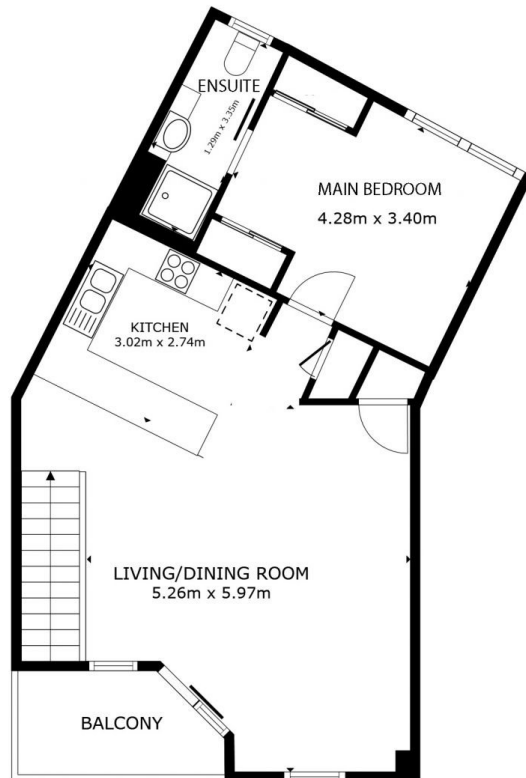 ENSUITE
1.29m x 3.35m
MAIN BEDROOM
4.28m x 3.40m
KITCHEN
3.02m x 2.74m
LIVING/DINING ROOM
5.26m x 5.97m
BALCONY